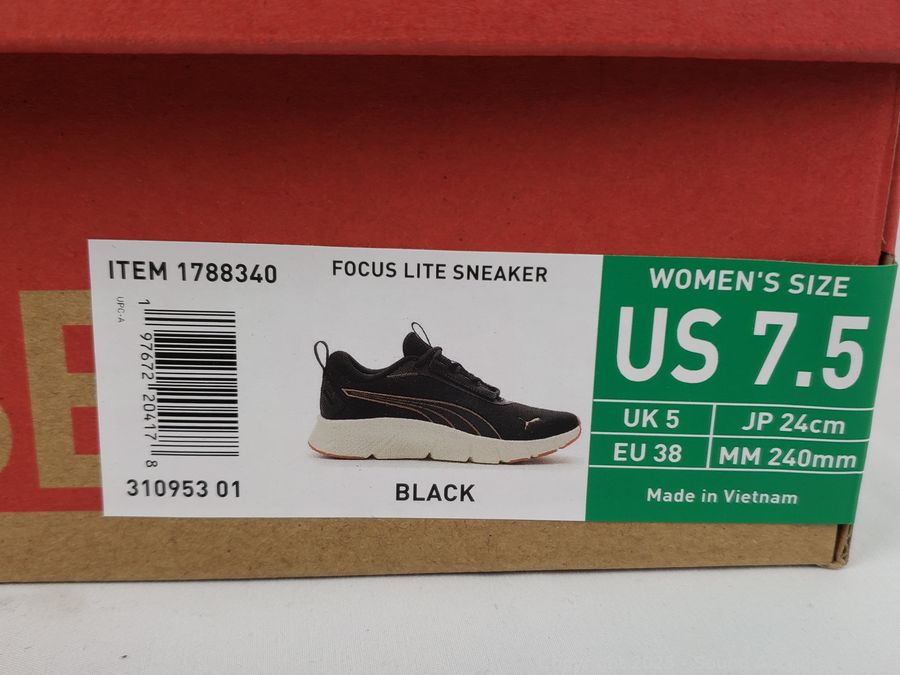 ITEM 1788340
FOCUS LITE SNEAKER
UPC-A
1 97672 20417 8
310953 01
BLACK
WOMEN'S SIZE
US 7.5
UK 5
JP 24cm
EU 38
MM 240mm
Made in Vietnam